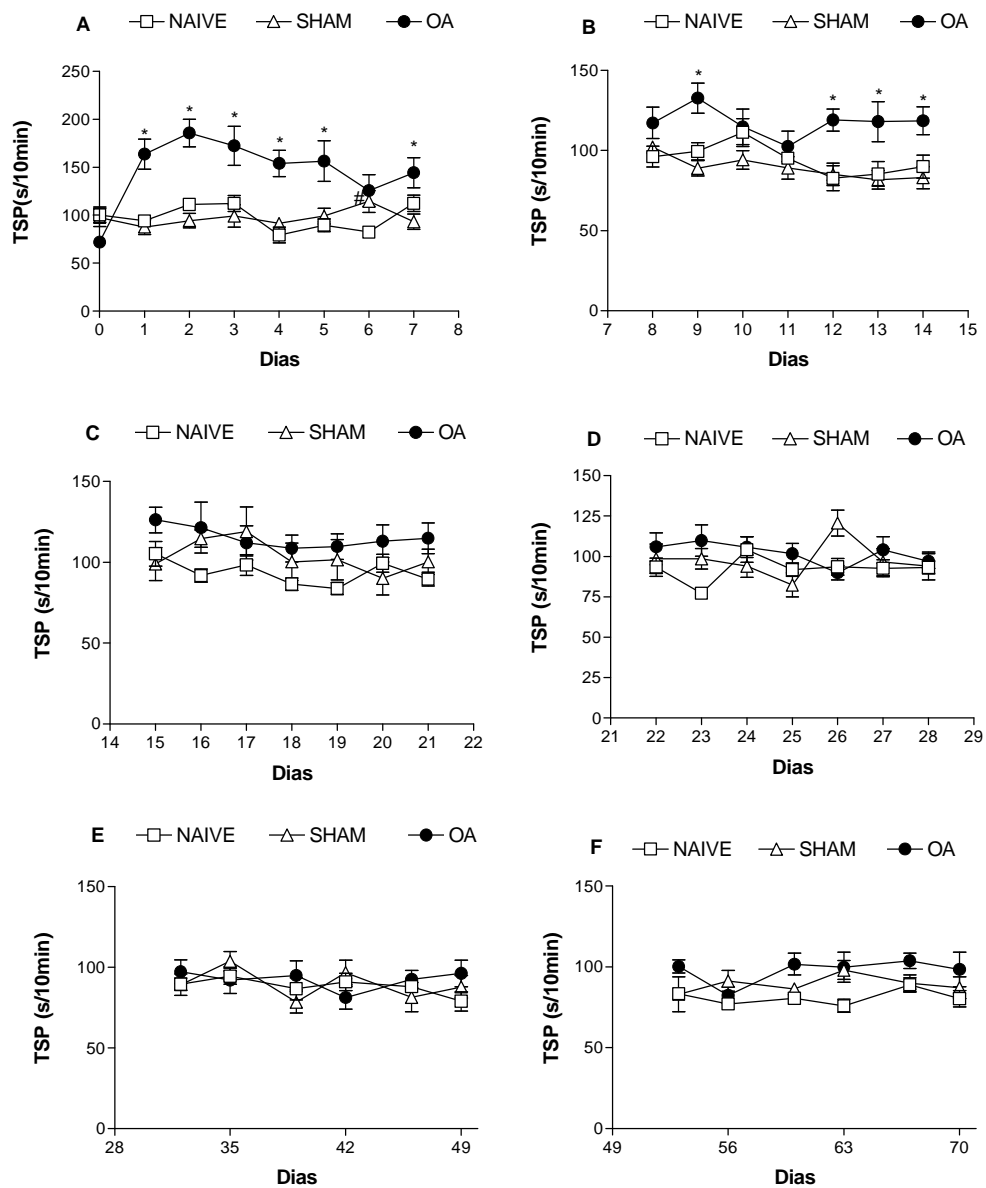 A NAIVE SHAM OA
250
200
150
100
50
0
TSP(s/10min)
* * * * * # *
0 1 2 3 4 5 6 7 8
Dias
B NAIVE SHAM OA
150
100
50
0
TSP (s/10min)
* * * *
7 8 9 10 11 12 13 14 15
Dias
C NAIVE SHAM OA
150
100
50
0
TSP (s/10min)
14 15 16 17 18 19 20 21 22
Dias
D NAIVE SHAM OA
150
125
100
75
50
25
0
TSP (s/10min)
21 22 23 24 25 26 27 28 29
Dias
E NAIVE SHAM OA
150
100
50
0
TSP (s/10min)
28 35 42 49
Dias
F NAIVE SHAM OA
150
100
50
0
TSP (s/10min)
49 56 63 70
Dias